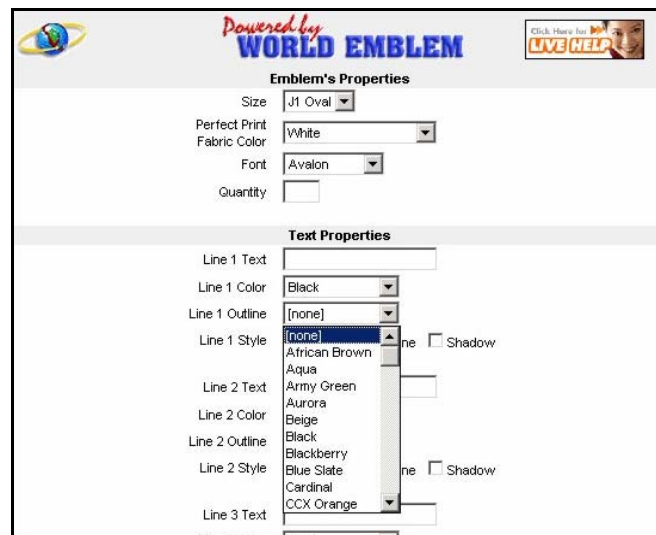 Powered by
WORLD EMBLEM
Click Here for
LIVE HELP
Emblem's Properties
Size J1 Oval
Perfect Print
Fabric Color White
Font Avalon
Quantity
Text Properties
Line 1 Text
Line 1 Color Black
Line 1 Outline [none]
Line 1 Style ne Shadow
[none]
African Brown
Aqua
Army Green
Aurora
Beige
Black
Blackberry
Blue Slate
Cardinal
CCX Orange
Line 2 Text
Line 2 Color
Line 2 Outline
Line 2 Style ne Shadow
Line 3 Text